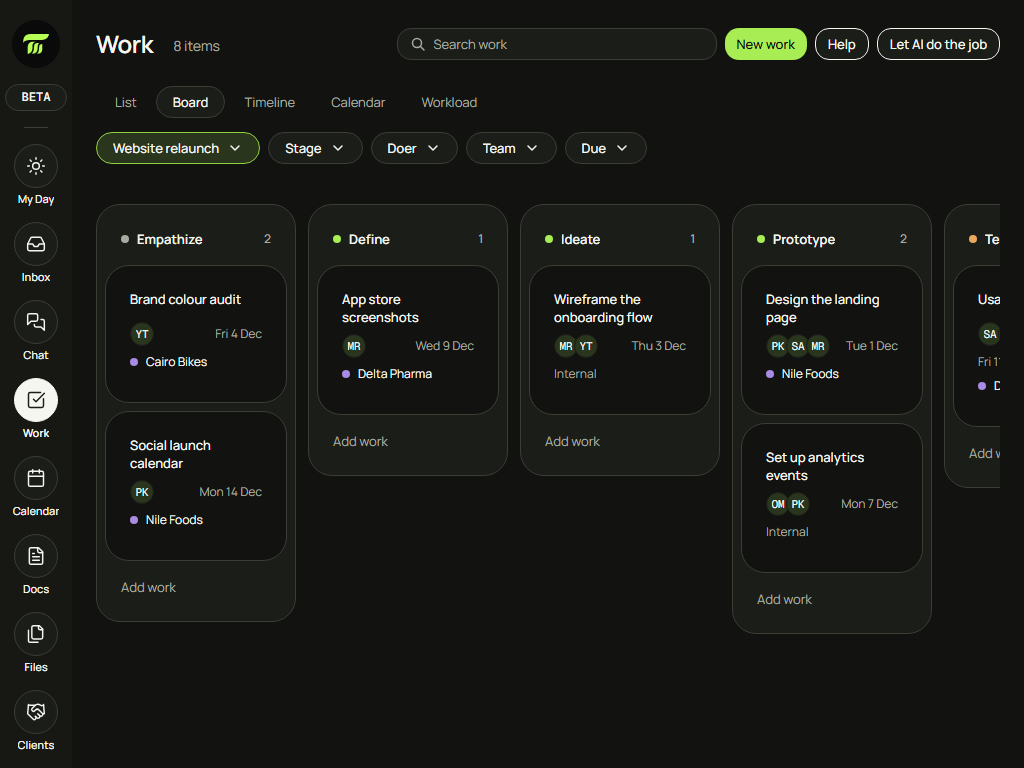 Work
8 items
Search work
New work
Help
Let AI do the job
BETA
My Day
Inbox
Chat
Work
Calendar
Docs
Files
Clients
List
Board
Timeline
Calendar
Workload
Website relaunch
Stage
Doer
Team
Due
Empathize
2
Brand colour audit
YT
Fri 4 Dec
Cairo Bikes
Social launch
calendar
PK
Mon 14 Dec
Nile Foods
Add work
Define
1
App store
screenshots
MR
Wed 9 Dec
Delta Pharma
Add work
Ideate
1
Wireframe the
onboarding flow
MR YT
Thu 3 Dec
Internal
Add work
Prototype
2
Design the landing
page
PK SA MR
Tue 1 Dec
Nile Foods
Set up analytics
events
OM PK
Mon 7 Dec
Internal
Add work
SA
Add